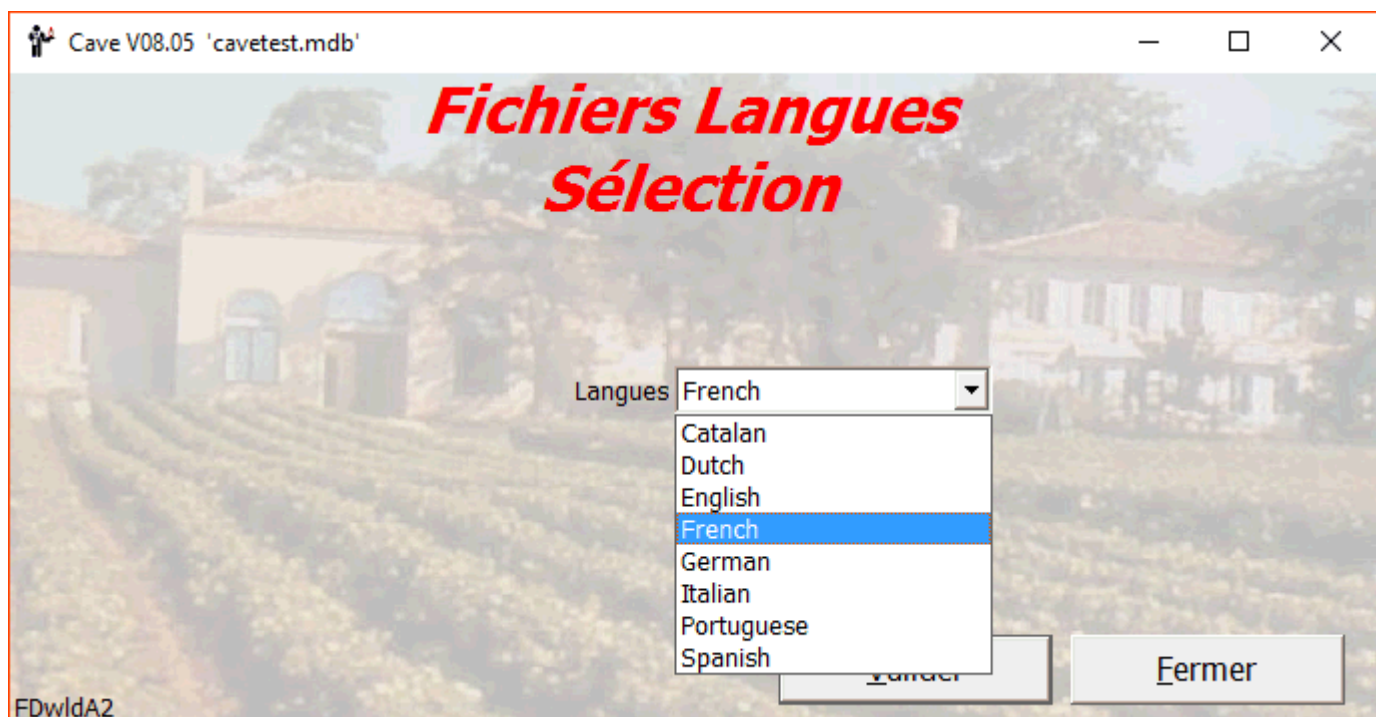 Cave V08.05 'cavetest.mdb'
Fichiers Langues
Sélection
Langues French
Catalan
Dutch
English
French
German
Italian
Portuguese
Spanish
Fermer
FDwldA2